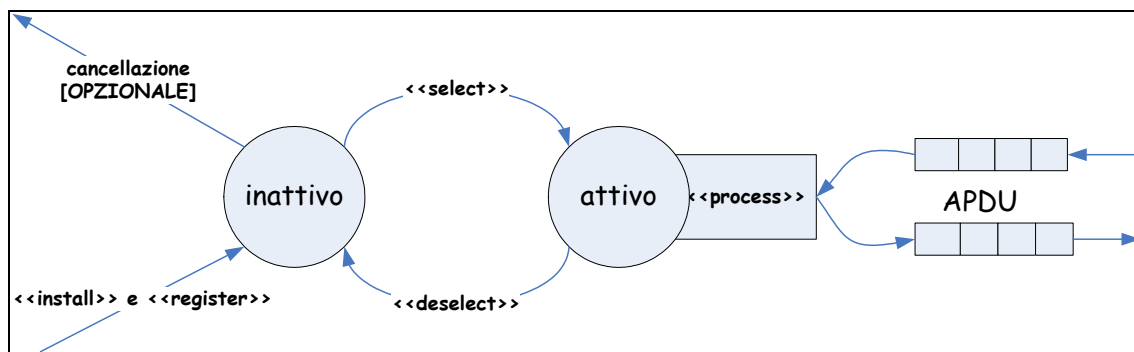 cancellazione
[OPZIONALE]
<<select>>
inattivo
attivo
<<process>>
APDU
<<install>> e <<register>>
<<deselect>>